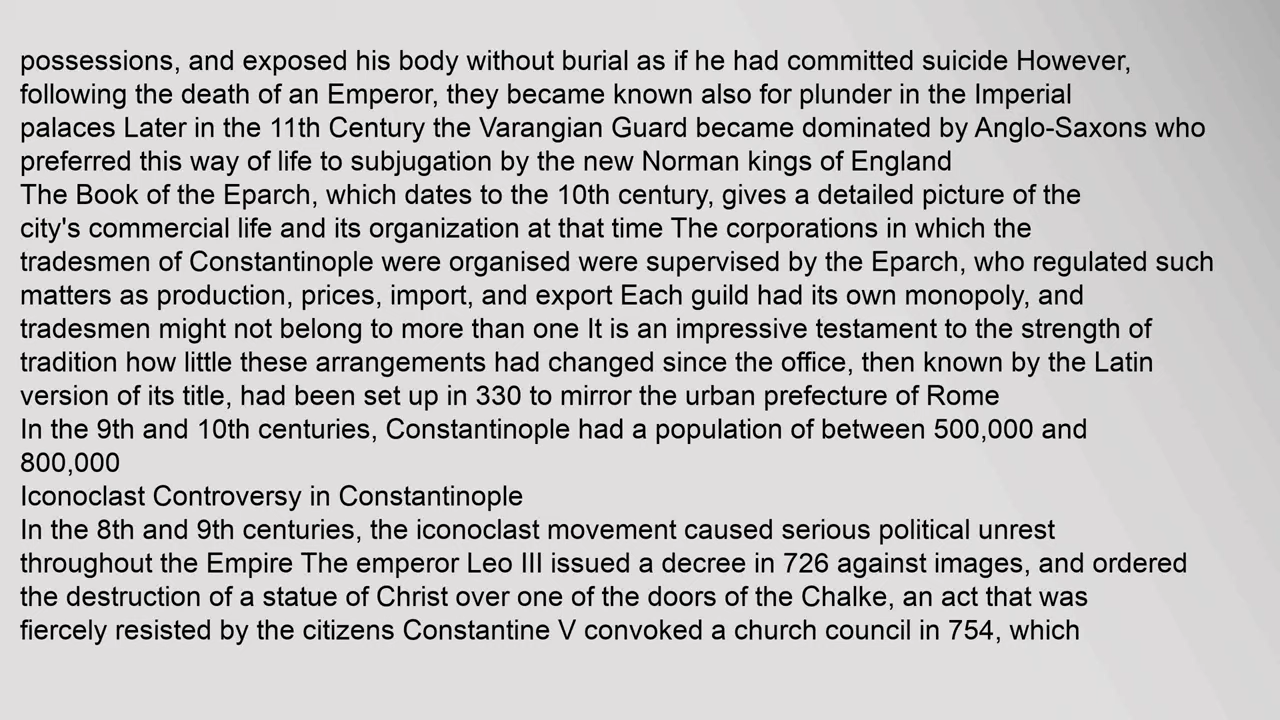 possessions, and exposed his body without burial as if he had committed suicide However,
following the death of an Emperor, they became known also for plunder in the Imperial
palaces Later in the 11th Century the Varangian Guard became dominated by Anglo-Saxons who
preferred this way of life to subjugation by the new Norman kings of England
The Book of the Eparch, which dates to the 10th century, gives a detailed picture of the
city's commercial life and its organization at that time The corporations in which the
tradesmen of Constantinople were organised were supervised by the Eparch, who regulated such
matters as production, prices, import, and export Each guild had its own monopoly, and
tradesmen might not belong to more than one It is an impressive testament to the strength of
tradition how little these arrangements had changed since the office, then known by the Latin
version of its title, had been set up in 330 to mirror the urban prefecture of Rome
In the 9th and 10th centuries, Constantinople had a population of between 500,000 and
800,000
Iconoclast Controversy in Constantinople
In the 8th and 9th centuries, the iconoclast movement caused serious political unrest
throughout the Empire The emperor Leo III issued a decree in 726 against images, and ordered
the destruction of a statue of Christ over one of the doors of the Chalke, an act that was
fiercely resisted by the citizens Constantine V convoked a church council in 754, which